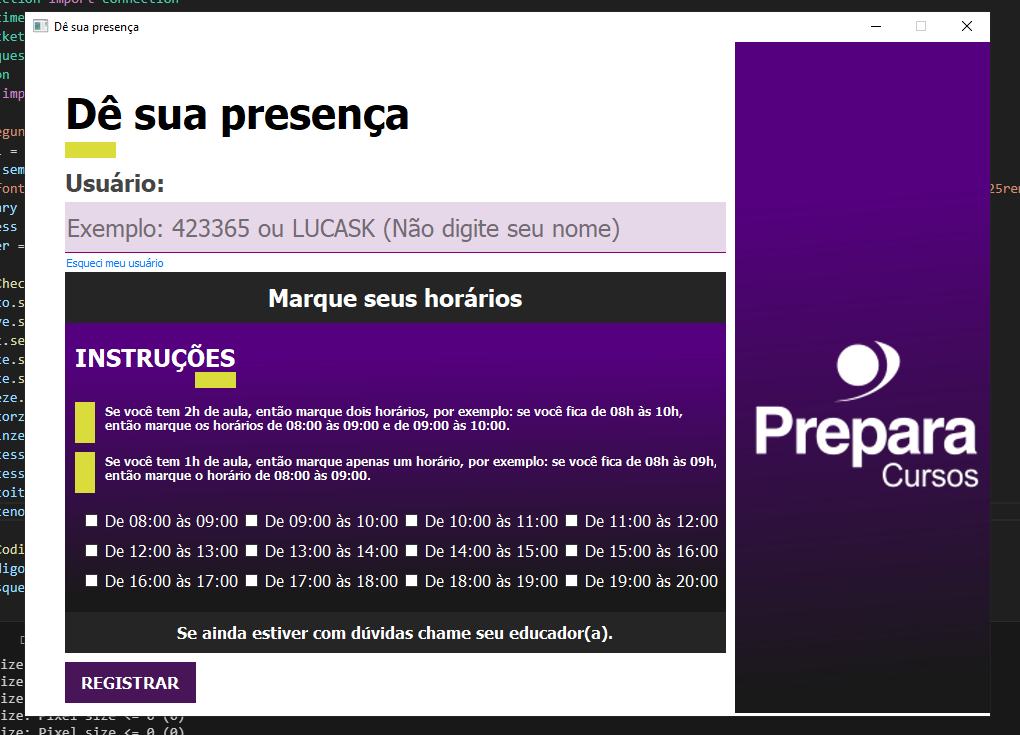 ction import connection
Dê sua presença
Dê sua presença
Usuário:
Exemplo: 423365 ou LUCASK (Não digite seu nome)
Esqueci meu usuário
Marque seus horários
INSTRUÇÕES
Se você tem 2h de aula, então marque dois horários, por exemplo: se você fica de 08h às 10h,
então marque os horários de 08:00 às 09:00 e de 09:00 às 10:00.
Se você tem 1h de aula, então marque apenas um horário, por exemplo: se você fica de 08h às 09h,
então marque o horário de 08:00 às 09:00.
De 08:00 às 09:00 De 09:00 às 10:00 De 10:00 às 11:00 De 11:00 às 12:00
De 12:00 às 13:00 De 13:00 às 14:00 De 14:00 às 15:00 De 15:00 às 16:00
De 16:00 às 17:00 De 17:00 às 18:00 De 18:00 às 19:00 De 19:00 às 20:00
Se ainda estiver com dúvidas chame seu educador(a).
REGISTRAR
Prepara
Cursos
ize: Pixel size <= 0 (0)
ize: Pixel size <= 0 (0)